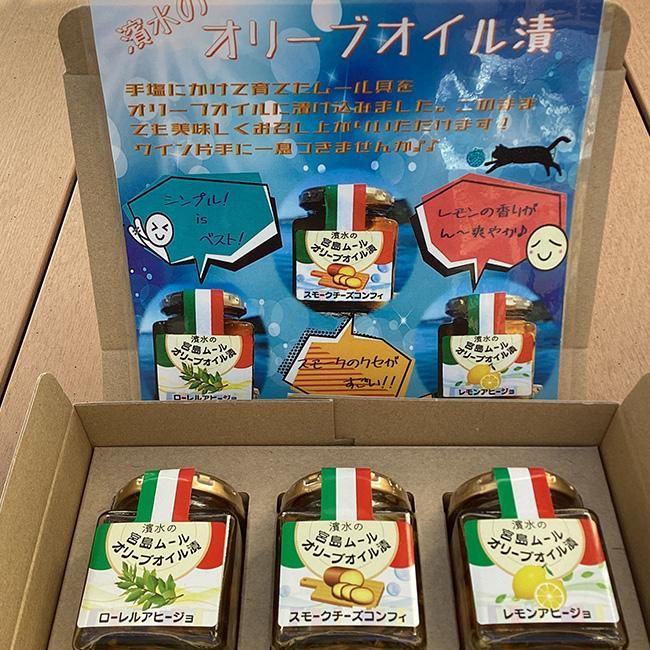 濱水の
オリーブオイル漬
手塩にかけて育てたムール貝を
オリーブオイルに漬け込みました。このまま
でも美味しくお召し上がりいただけます！
ワイン片手に一息つきませんか♪♪
シンプル！
is
ベスト！
レモンの香りが
ん〜爽やか♪
濱水の
宮島ムール
オリーブオイル漬
スモークチーズコンフィ
濱水の
宮島ムール
オリーブオイル漬
ローレルアヒージョ
スモークのクセが
すごい！！
濱水の
宮島ムール
オリーブオイル漬
レモンアヒージョ
濱水の
宮島ムール
オリーブオイル漬
ローレルアヒージョ
濱水の
宮島ムール
オリーブオイル漬
スモークチーズコンフィ
濱水の
宮島ムール
オリーブオイル漬
レモンアヒージョ